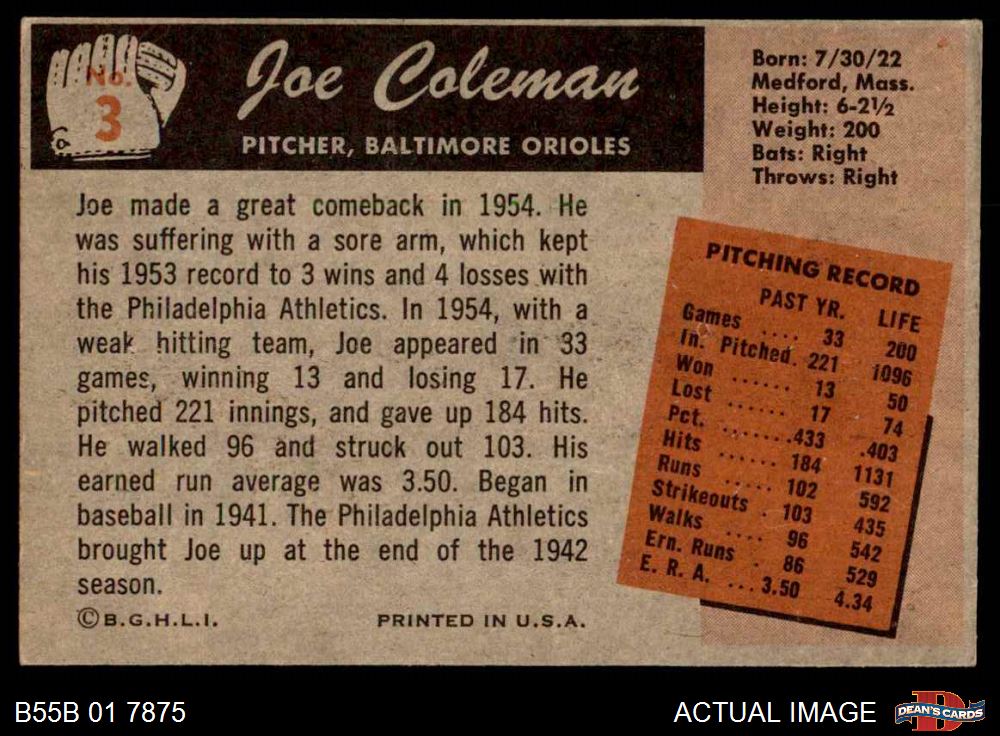 No.
3
Joe Coleman
PITCHER, BALTIMORE ORIOLES
Born: 7/30/22
Medford, Mass.
Height: 6-2½
Weight: 200
Bats: Right
Throws: Right
Joe made a great comeback in 1954. He
was suffering with a sore arm, which kept
his 1953 record to 3 wins and 4 losses with
the Philadelphia Athletics. In 1954, with a
weak hitting team, Joe appeared in 33
games, winning 13 and losing 17. He
pitched 221 innings, and gave up 184 hits.
He walked 96 and struck out 103. His
earned run average was 3.50. Began in
baseball in 1941. The Philadelphia Athletics
brought Joe up at the end of the 1942
season.
©B.G.H.L.I. PRINTED IN U.S.A.
PITCHING RECORD
PAST YR. LIFE
Games .... 33 200
In. Pitched. 221 1096
Won ...... 13 50
Lost ...... 17 74
Pct. .......433 .403
Hits ...... 184 1131
Runs ..... 102 592
Strikeouts . 103 435
Walks .... 96 542
Ern. Runs . 86 529
E. R. A. ... 3.50 4.34
B55B 01 7875
ACTUAL IMAGE
DEAN'S CARDS